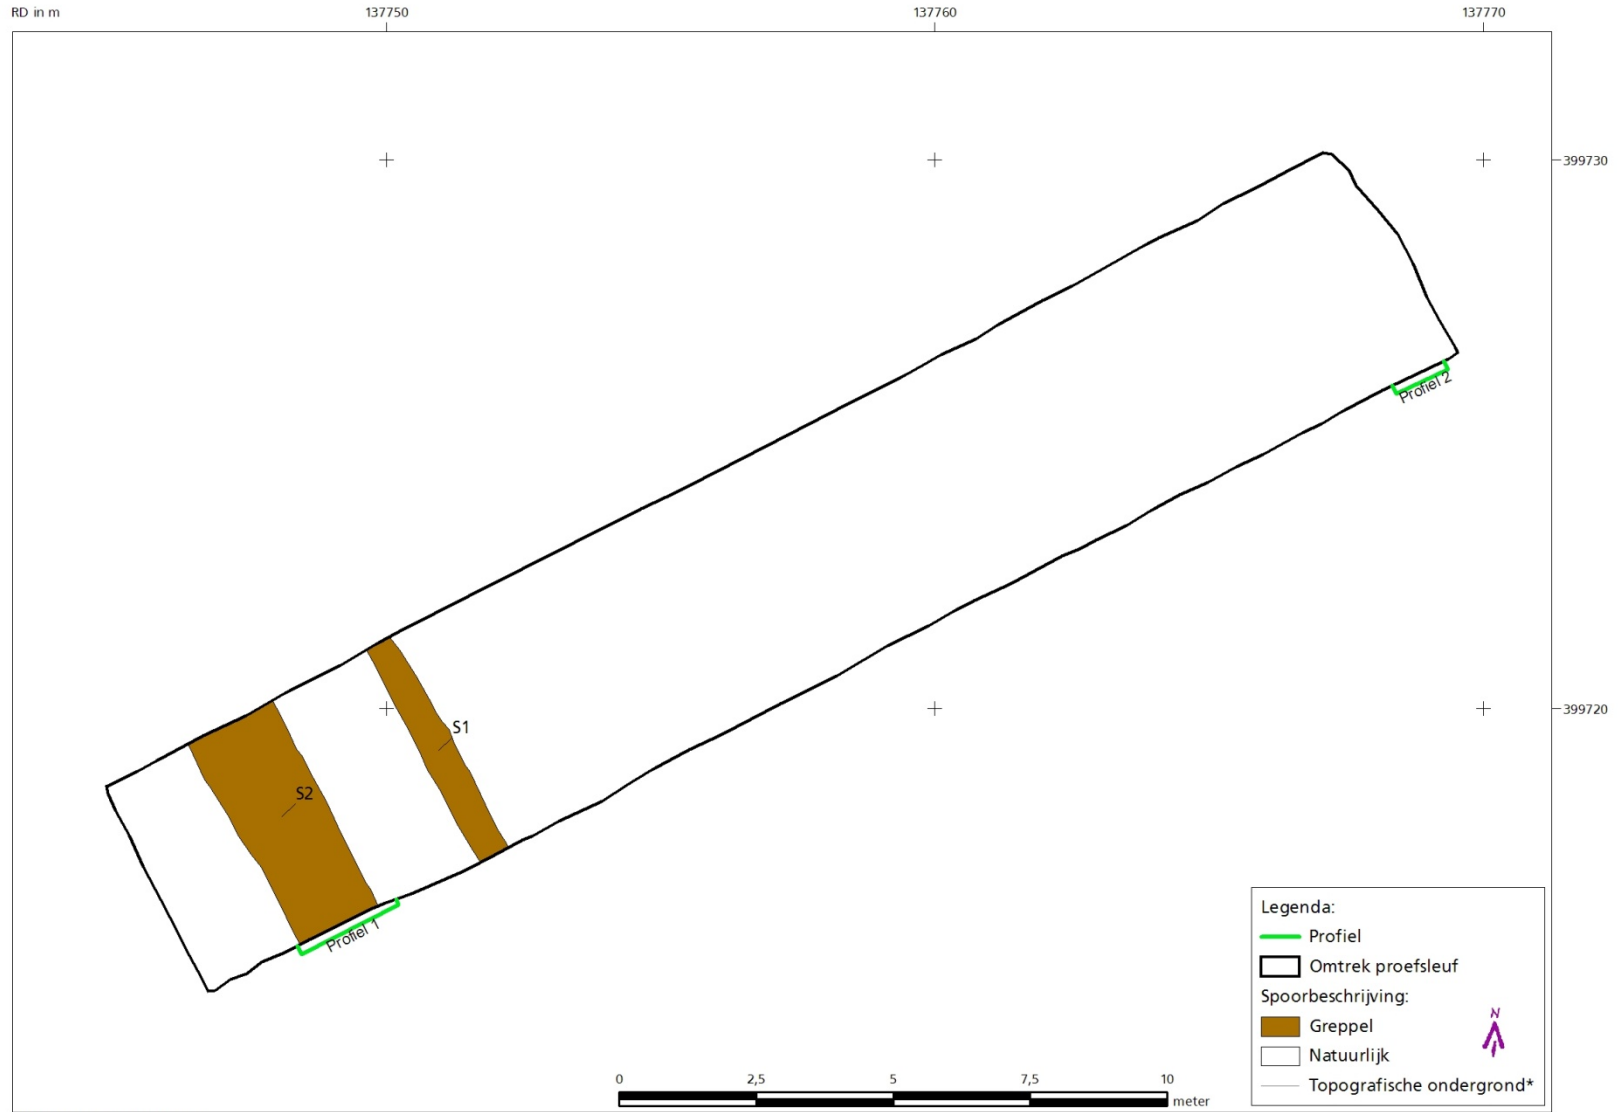 RD in m
137750
137760
137770
399730
Profiel 2
399720
S1
S2
Profiel 1
Legenda:
Profiel
Omtrek proefsleuf
Spoorbeschrijving:
Greppel
Natuurlijk
Topografische ondergrond*
N
0 2,5 5 7,5 10
meter